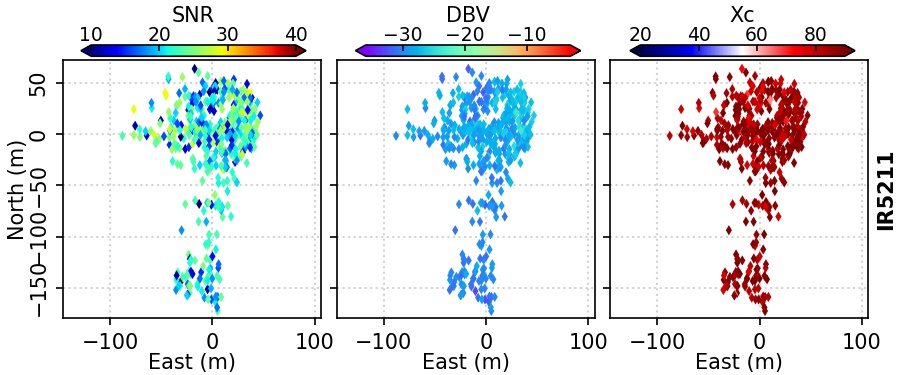 SNR DBV Xc
10 20 30 40 −30 −20 −10 20 40 60 80
50
0
−50
−100
−150
North (m)
IR5211
−100 0 100 −100 0 100 −100 0 100
East (m) East (m) East (m)